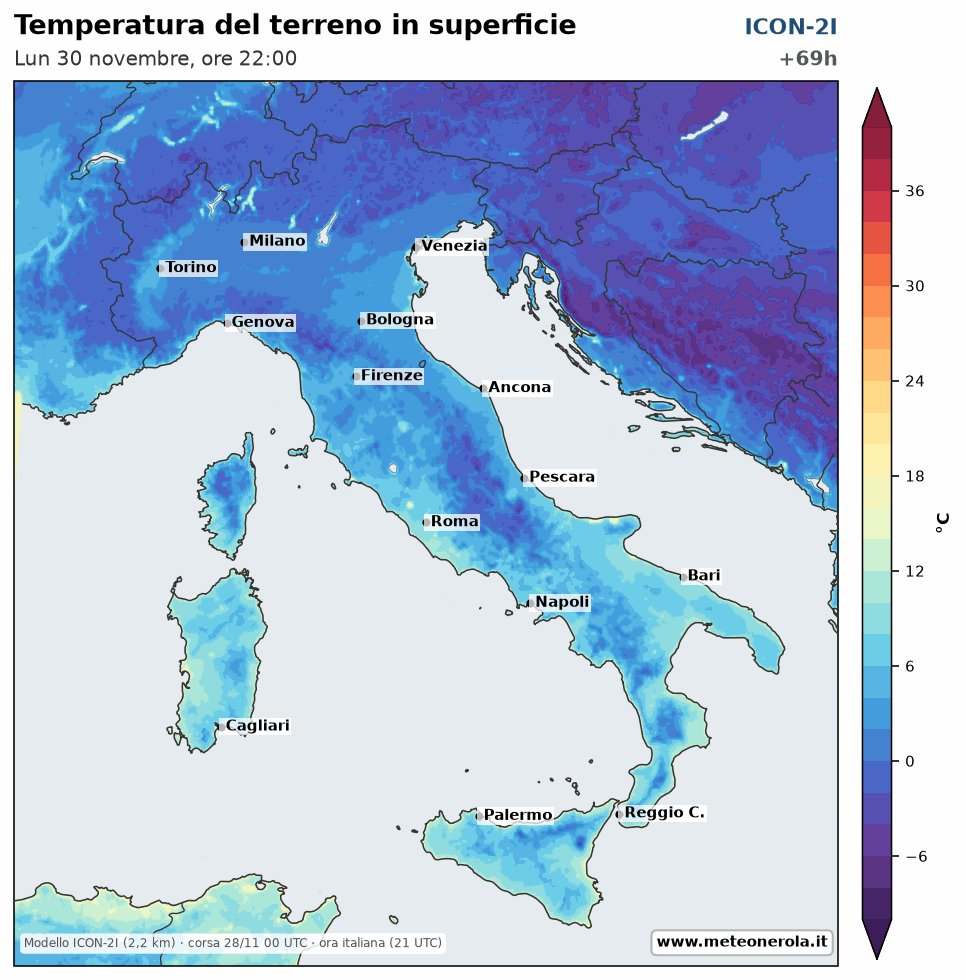 Temperatura del terreno in superficie
ICON-2I
Lun 30 novembre, ore 22:00
+69h
Milano
Venezia
Torino
Genova
Bologna
Firenze
Ancona
Pescara
Roma
Bari
Napoli
Cagliari
Palermo
Reggio C.
36
30
24
18
12
6
0
−6
°C
Modello ICON-2I (2,2 km) · corsa 28/11 00 UTC · ora italiana (21 UTC)
www.meteonerola.it